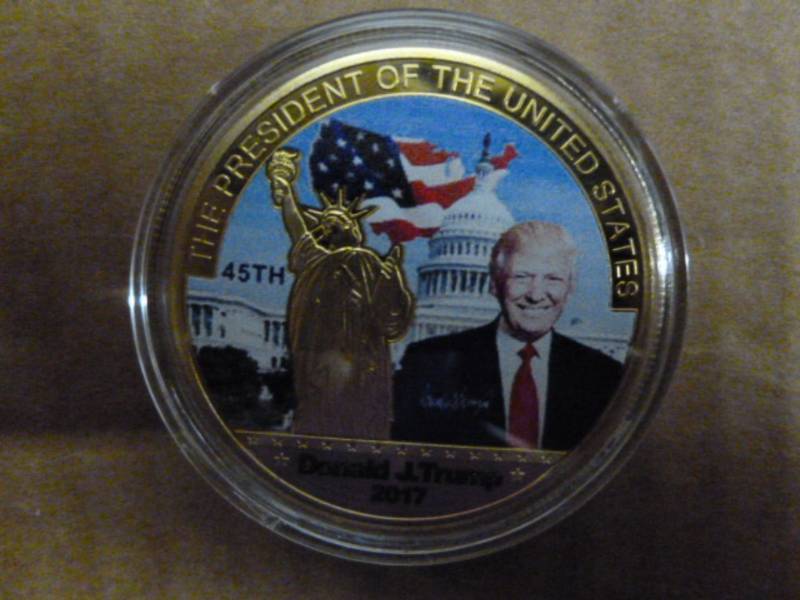 THE PRESIDENT OF THE UNITED STATES
45TH
Donald J. Trump
2017